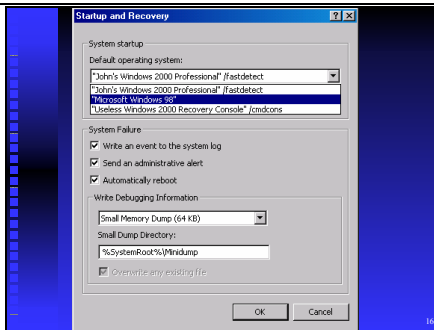 Startup and Recovery
System startup
Default operating system:
"John's Windows 2000 Professional" /fastdetect
"John's Windows 2000 Professional" /fastdetect
"Microsoft Windows 98"
"Useless Windows 2000 Recovery Console" /cmdcons
System Failure
Write an event to the system log
Send an administrative alert
Automatically reboot
Write Debugging Information
Small Memory Dump (64 KB)
Small Dump Directory:
%SystemRoot%\Minidump
Overwrite any existing file
OK Cancel
16